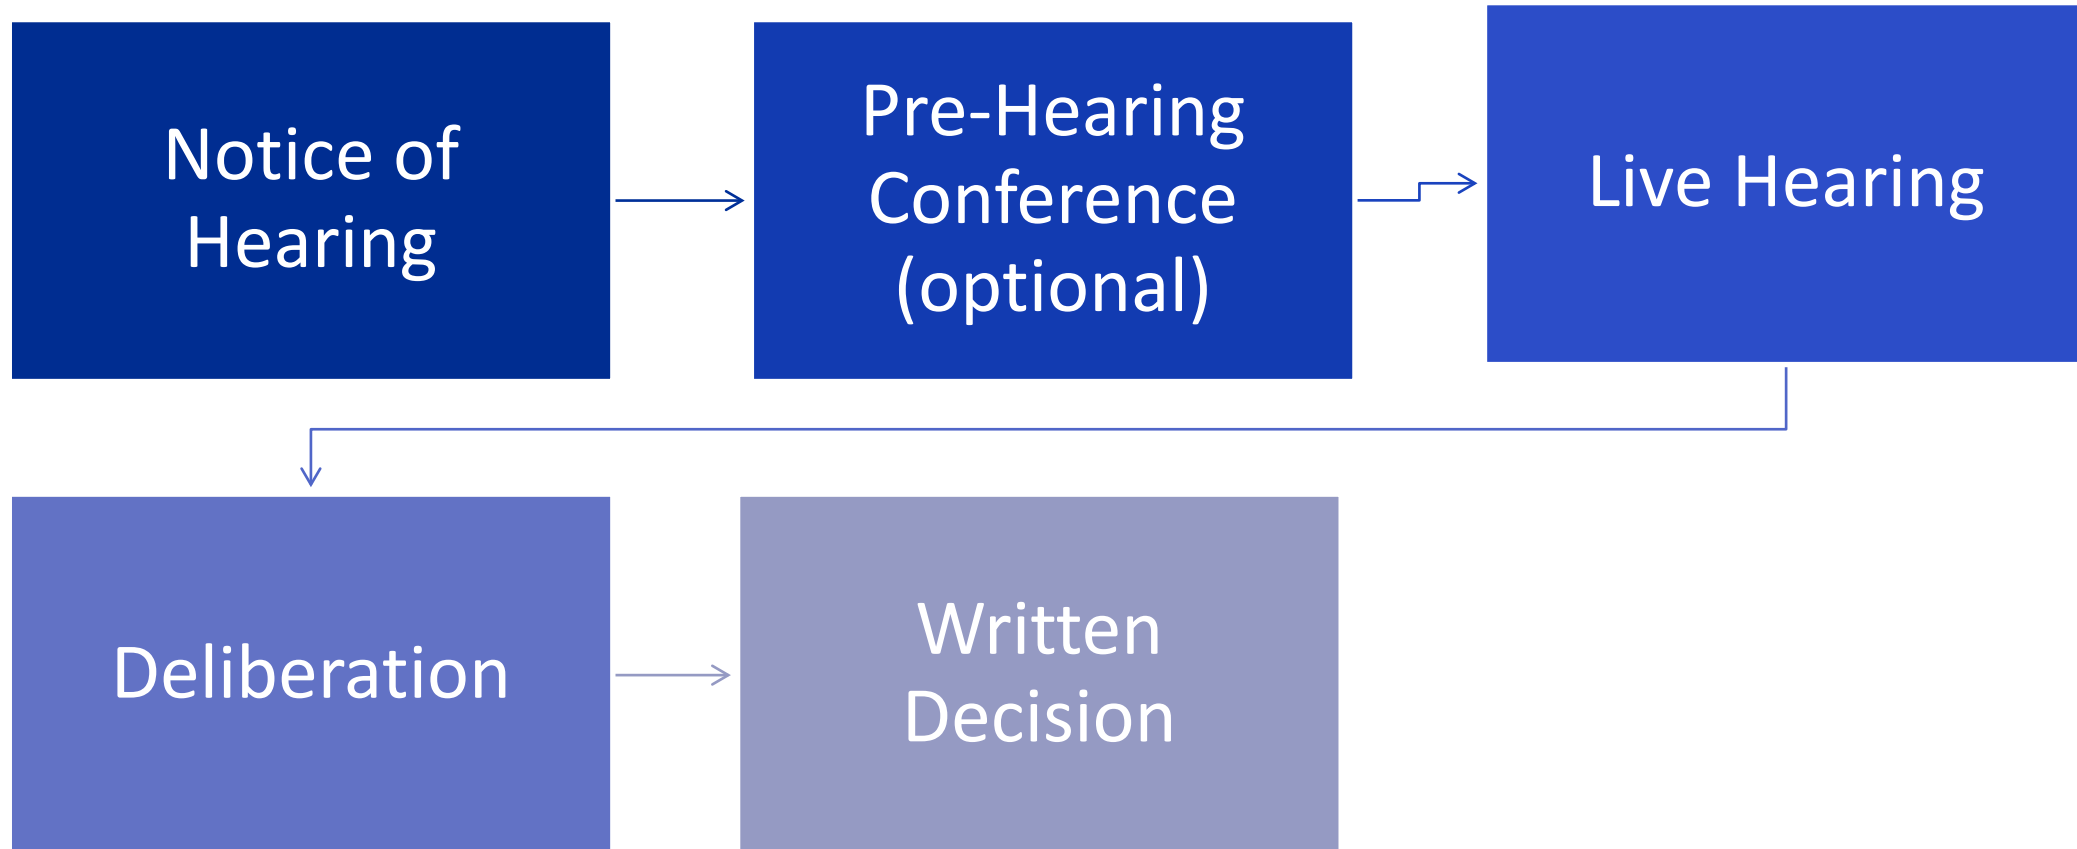 Notice of
Hearing
Pre-Hearing
Conference
(optional)
Live Hearing
Deliberation
Written
Decision